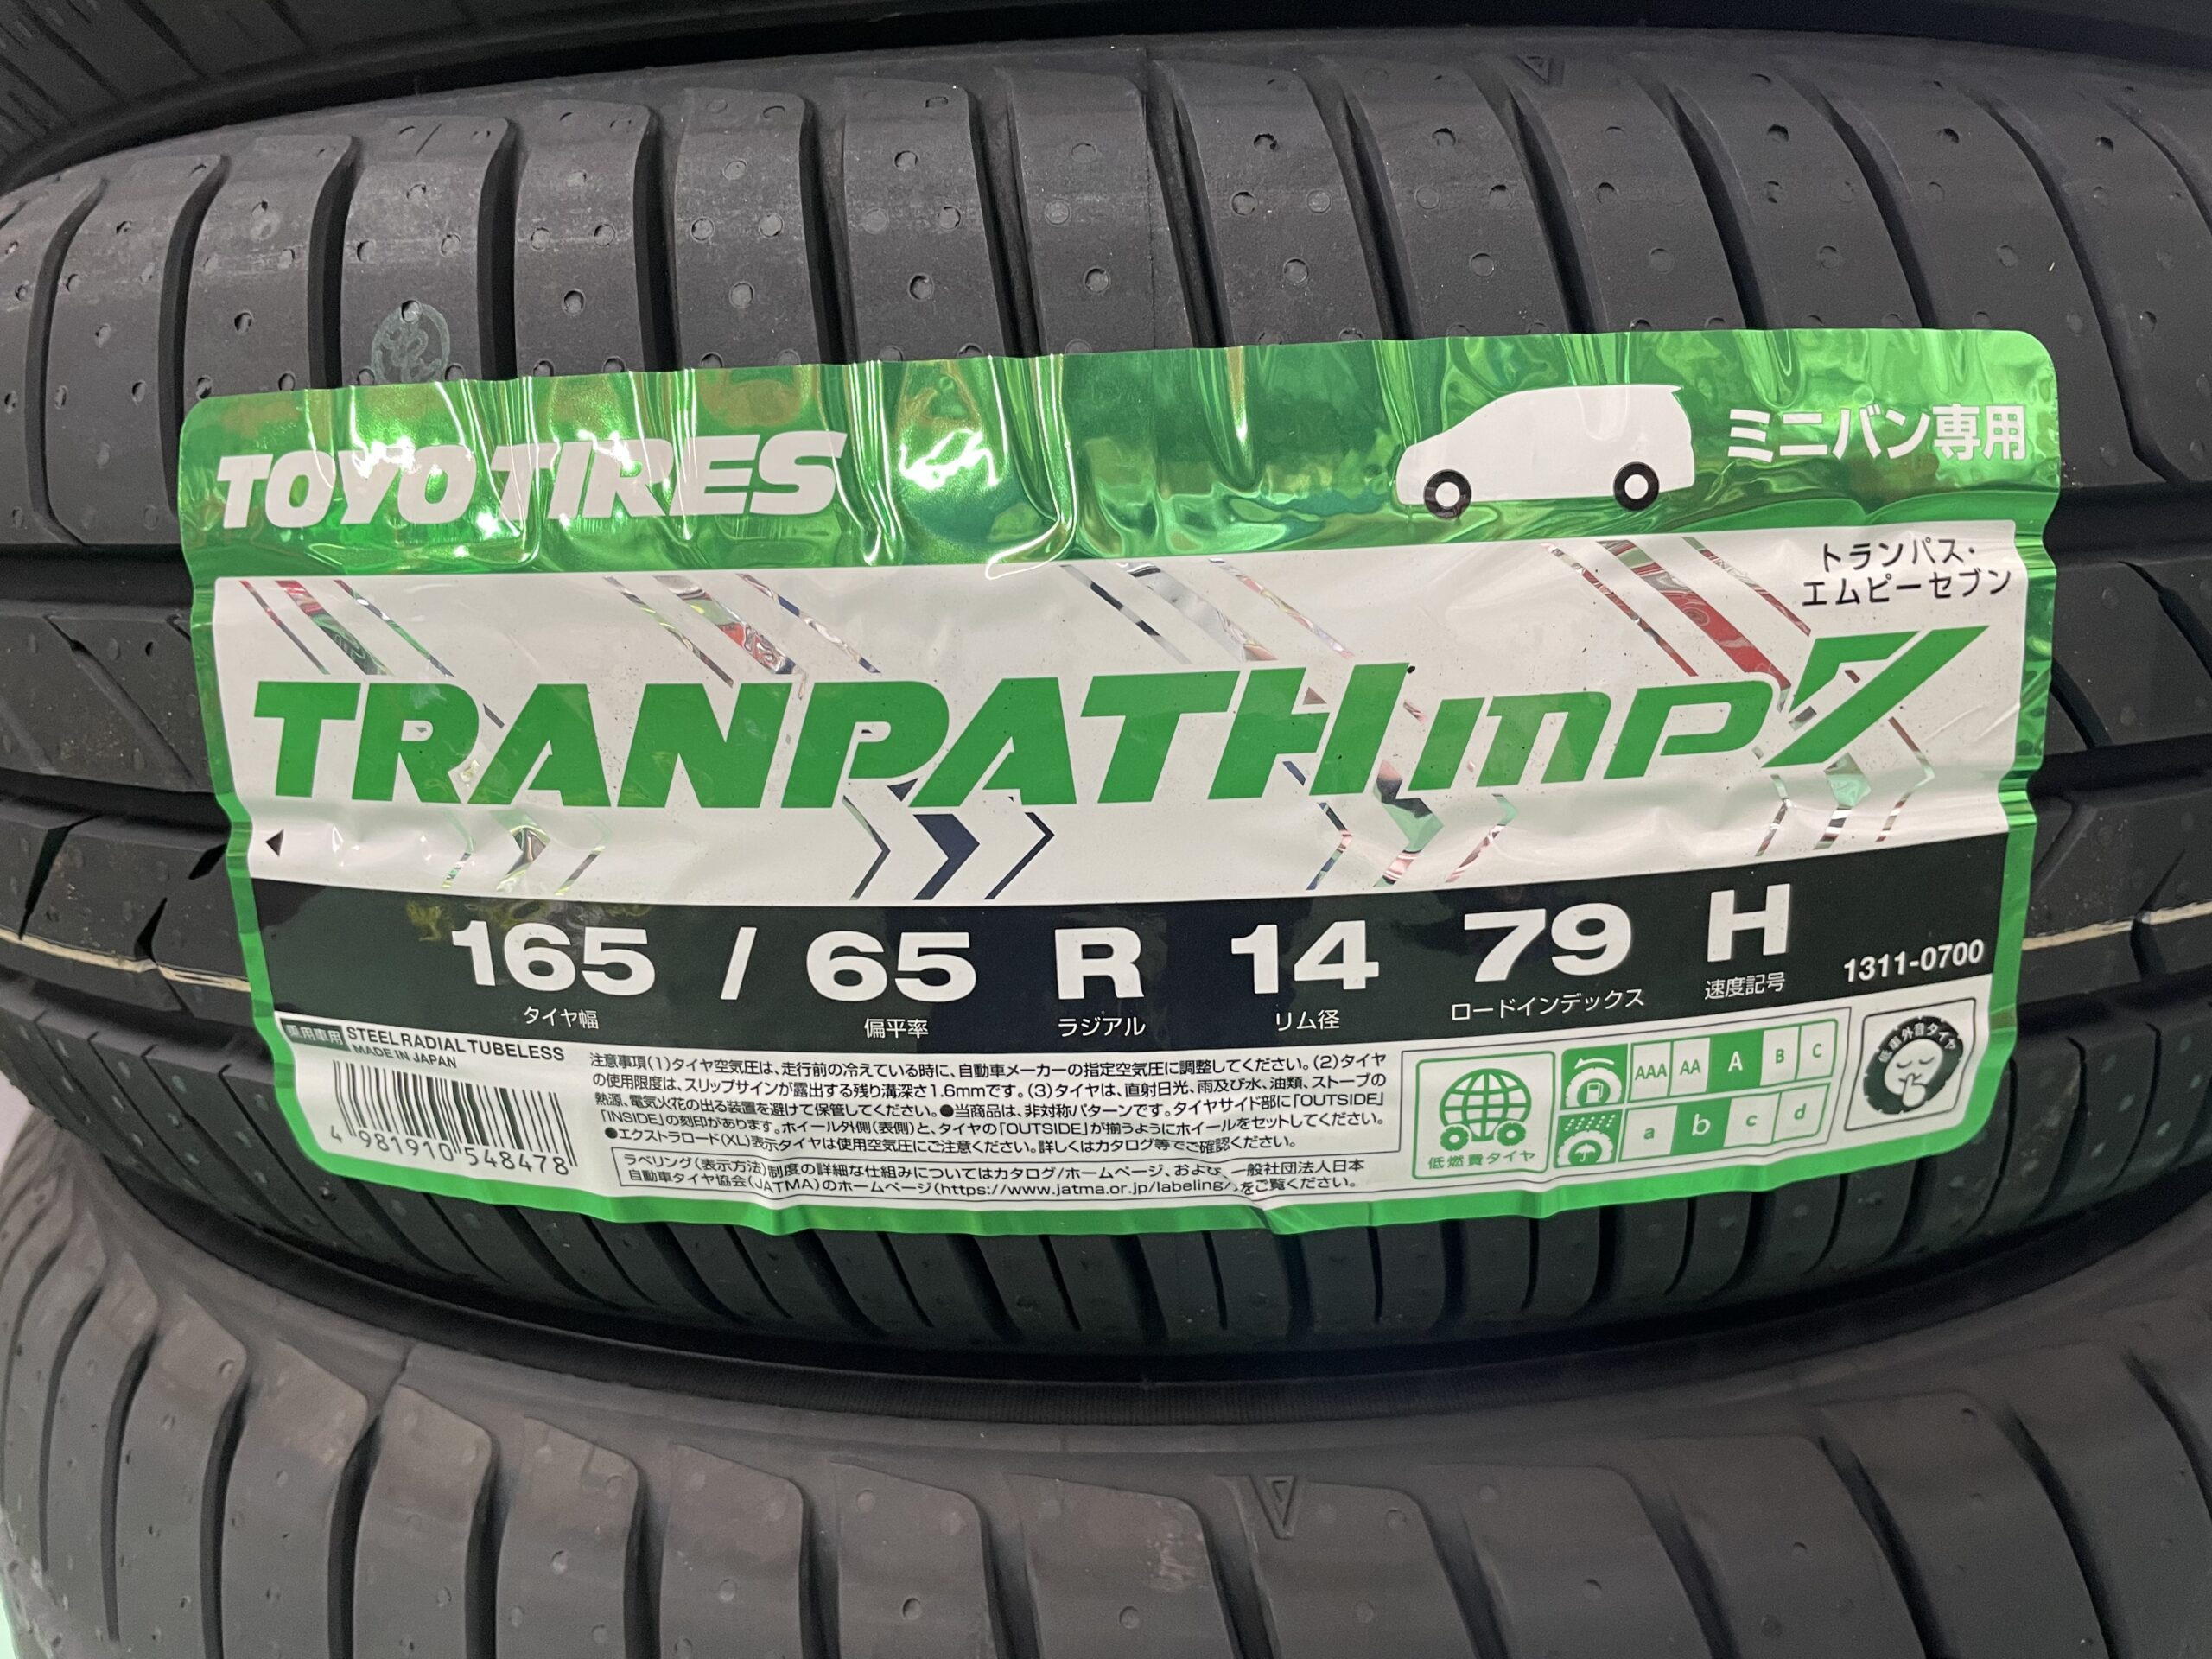 TOYO TIRES
ミニバン専用
トランパス・
エムピーセブン
TRANPATH mp7
165 / 65 R 14 79 H
タイヤ幅 偏平率 ラジアル リム径 ロードインデックス 速度記号
1311-0700
乗用車用 STEEL RADIAL TUBELESS
MADE IN JAPAN
4 981910 548478
注意事項(1)タイヤ空気圧は、走行前の冷えている時に、自動車メーカーの指定空気圧に調整してください。(2)タイヤ
の使用限度は、スリップサインが露出する残り溝深さ1.6mmです。(3)タイヤは、直射日光、雨及び水、油類、ストーブの
熱源、電気火花の出る装置を避けて保管してください。●当商品は、非対称パターンです。タイヤサイド部に「OUTSIDE」
「INSIDE」の刻印があります。ホイール外側(表側)と、タイヤの「OUTSIDE」が揃うようにホイールをセットしてください。
●エクストラロード(XL)表示タイヤは使用空気圧にご注意ください。詳しくはカタログ等でご確認ください。
ラベリング(表示方法)制度の詳細な仕組みについてはカタログ/ホームページ、および、一般社団法人日本
自動車タイヤ協会(JATMA)のホームページ(https://www.jatma.or.jp/labeling/)をご覧ください。
低燃費タイヤ
AAA AA A B C
a b c d
低車外音タイヤ